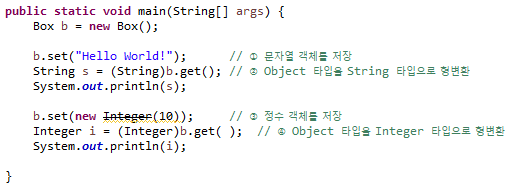 public static void main(String[] args) {
Box b = new Box();
b.set("Hello World!"); // ① 문자열 객체를 저장
String s = (String)b.get(); // ② Object 타입을 String 타입으로 형변환
System.out.println(s);
b.set(new Integer(10)); // ③ 정수 객체를 저장
Integer i = (Integer)b.get( ); // ④ Object 타입을 Integer 타입으로 형변환
System.out.println(i);
}